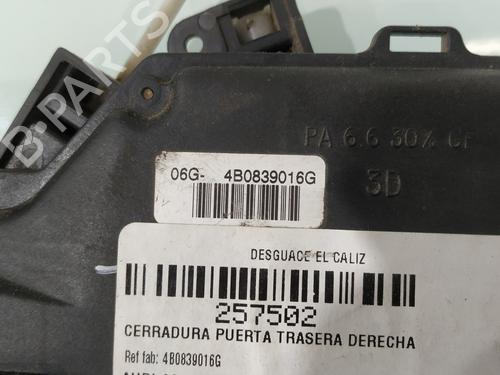 B-PARTS
PA 6.6 30% GF
3D
06G- 4B0839016G
DESGUACE EL CALIZ
257502
CERRADURA PUERTA TRASERA DERECHA
Ref fab: 4B0839016G